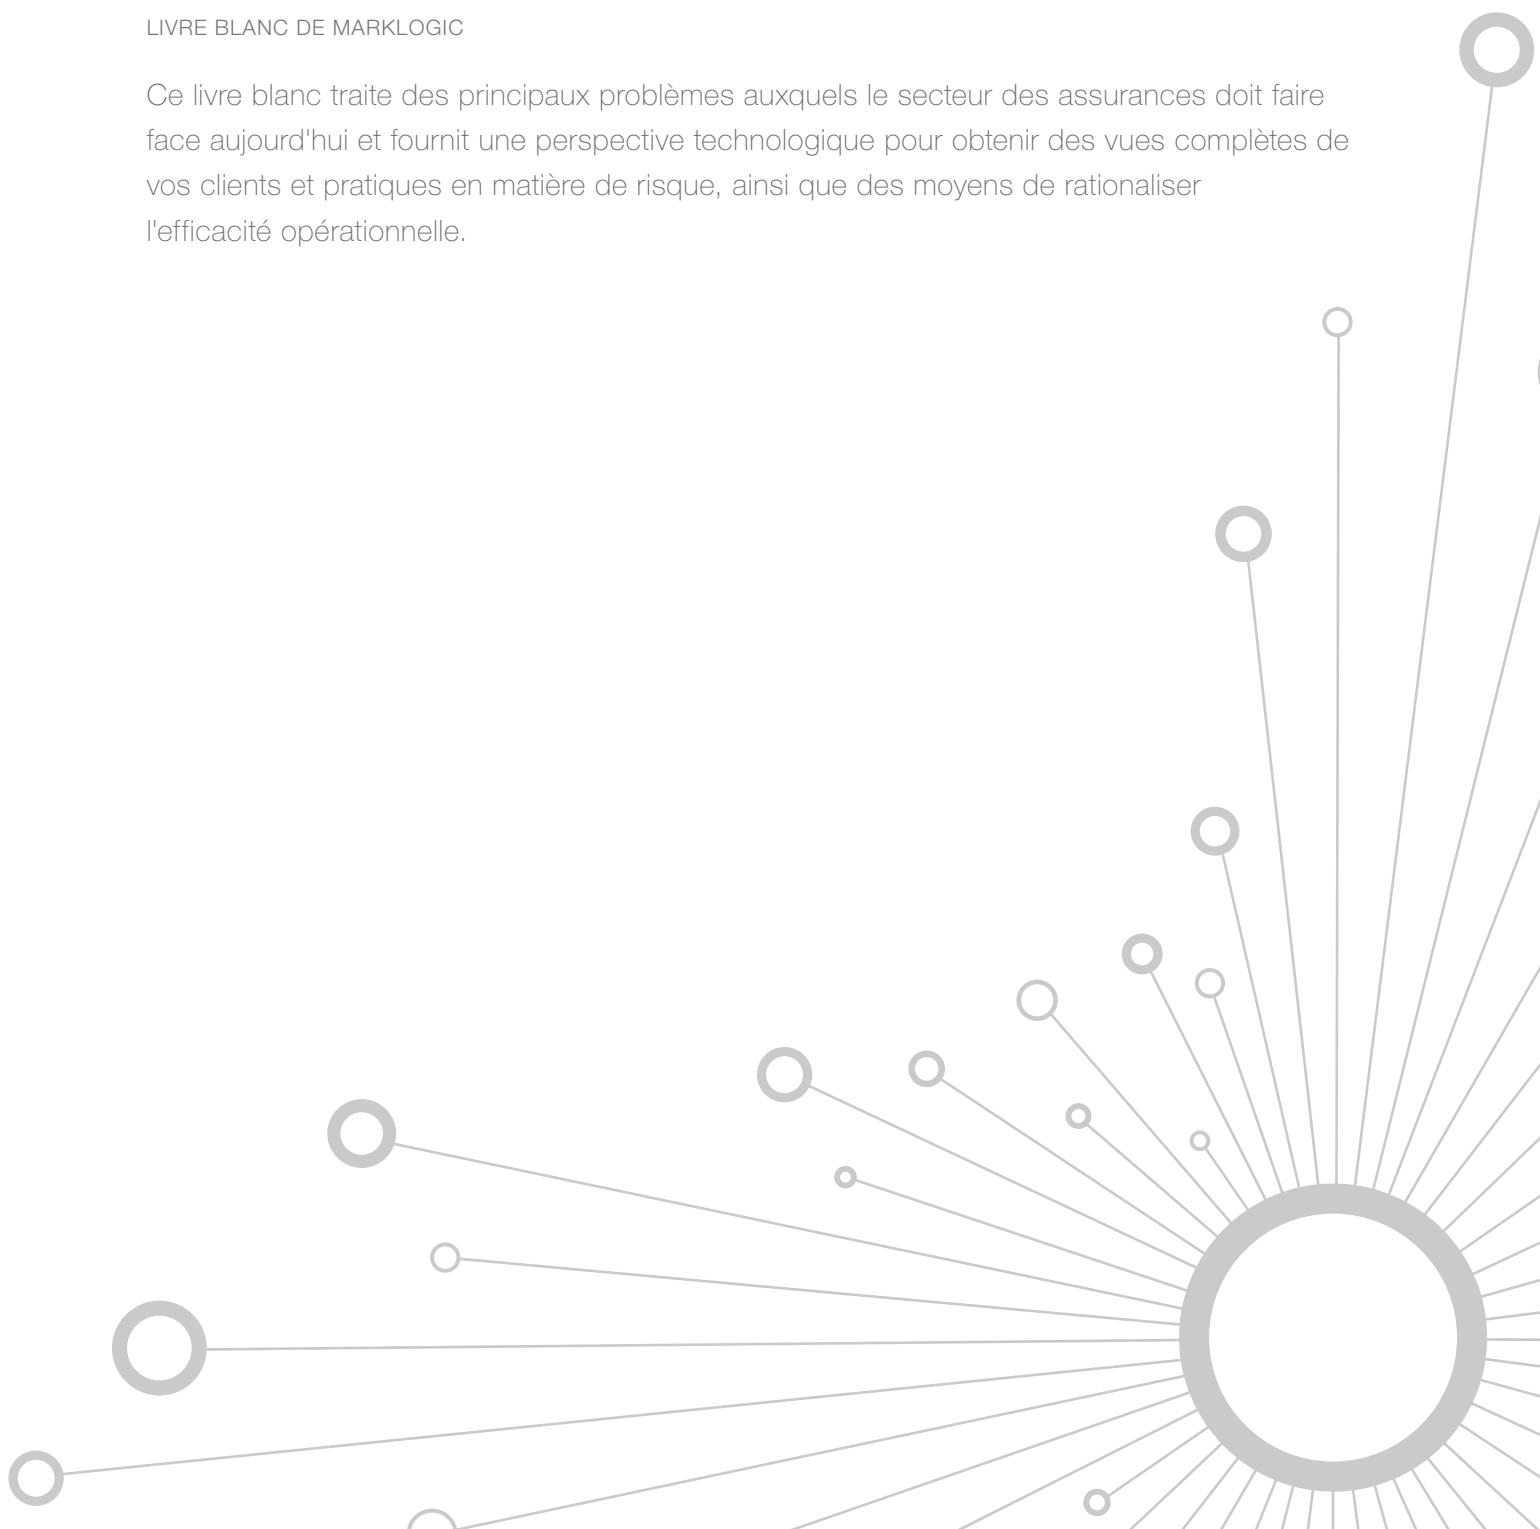 LIVRE BLANC DE MARKLOGIC
Ce livre blanc traite des principaux problèmes auxquels le secteur des assurances doit faire
face aujourd'hui et fournit une perspective technologique pour obtenir des vues complètes de
vos clients et pratiques en matière de risque, ainsi que des moyens de rationaliser
l'efficacité opérationnelle.